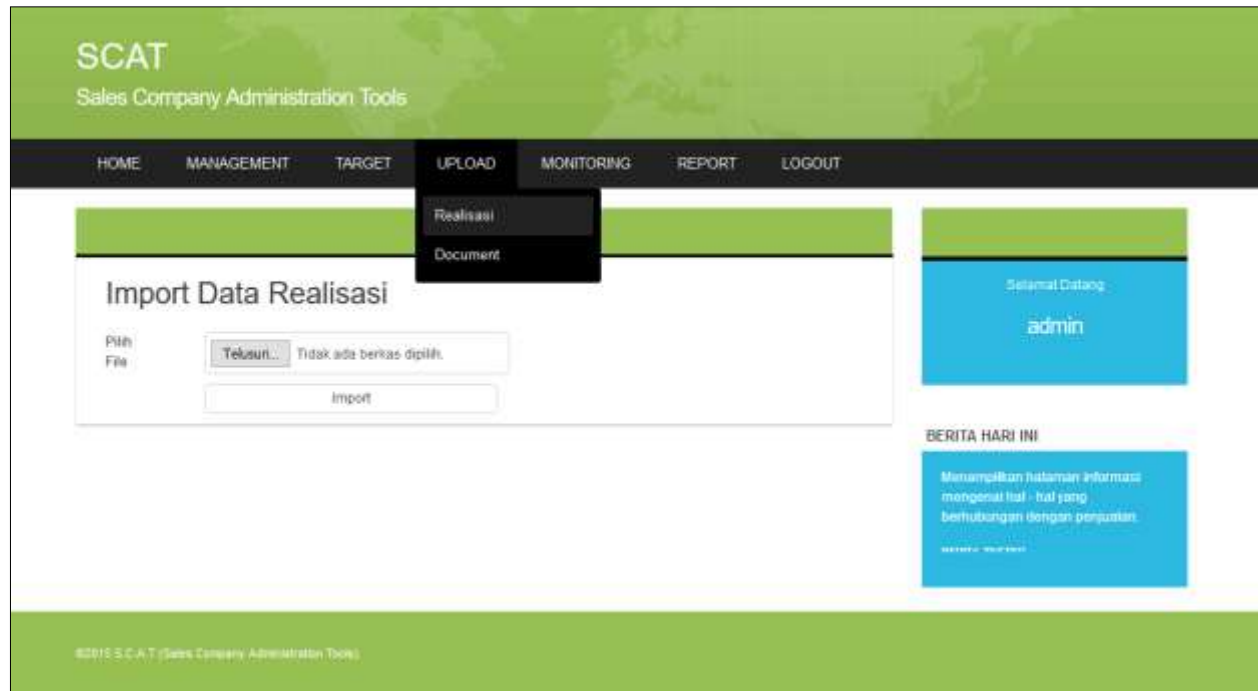 SCAT
Sales Company Administration Tools
HOME MANAGEMENT TARGET UPLOAD MONITORING REPORT LOGOUT
Realisasi
Document
Import Data Realisasi
Pilih
File
Telusuri... Tidak ada berkas dipilih.
Import
Selamat Datang
admin
BERITA HARI INI
Menampilkan halaman informasi
mengenai hal - hal yang
berhubungan dengan penjualan.
©2015 S.C.A.T (Sales Company Administration Tools)